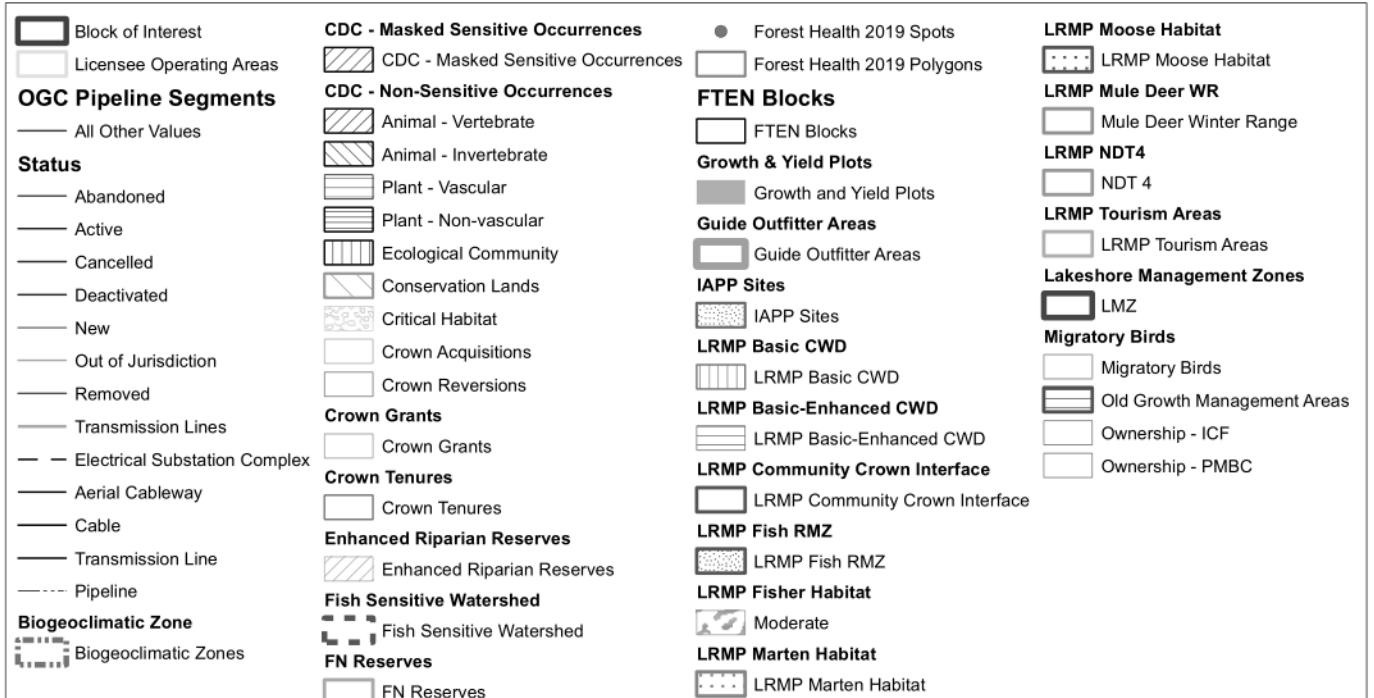 Block of Interest
Licensee Operating Areas
OGC Pipeline Segments
All Other Values
Status
Abandoned
Active
Cancelled
Deactivated
New
Out of Jurisdiction
Removed
Transmission Lines
Electrical Substation Complex
Aerial Cableway
Cable
Transmission Line
Pipeline
Biogeoclimatic Zone
Biogeoclimatic Zones
CDC - Masked Sensitive Occurrences
CDC - Masked Sensitive Occurrences
CDC - Non-Sensitive Occurrences
Animal - Vertebrate
Animal - Invertebrate
Plant - Vascular
Plant - Non-vascular
Ecological Community
Conservation Lands
Critical Habitat
Crown Acquisitions
Crown Reversions
Crown Grants
Crown Grants
Crown Tenures
Crown Tenures
Enhanced Riparian Reserves
Enhanced Riparian Reserves
Fish Sensitive Watershed
Fish Sensitive Watershed
FN Reserves
FN Reserves
Forest Health 2019 Spots
Forest Health 2019 Polygons
FTEN Blocks
FTEN Blocks
Growth & Yield Plots
Growth and Yield Plots
Guide Outfitter Areas
Guide Outfitter Areas
IAPP Sites
IAPP Sites
LRMP Basic CWD
LRMP Basic CWD
LRMP Basic-Enhanced CWD
LRMP Basic-Enhanced CWD
LRMP Community Crown Interface
LRMP Community Crown Interface
LRMP Fish RMZ
LRMP Fish RMZ
LRMP Fisher Habitat
Moderate
LRMP Marten Habitat
LRMP Marten Habitat
LRMP Moose Habitat
LRMP Moose Habitat
LRMP Mule Deer WR
Mule Deer Winter Range
LRMP NDT4
NDT 4
LRMP Tourism Areas
LRMP Tourism Areas
Lakeshore Management Zones
LMZ
Migratory Birds
Migratory Birds
Old Growth Management Areas
Ownership - ICF
Ownership - PMBC